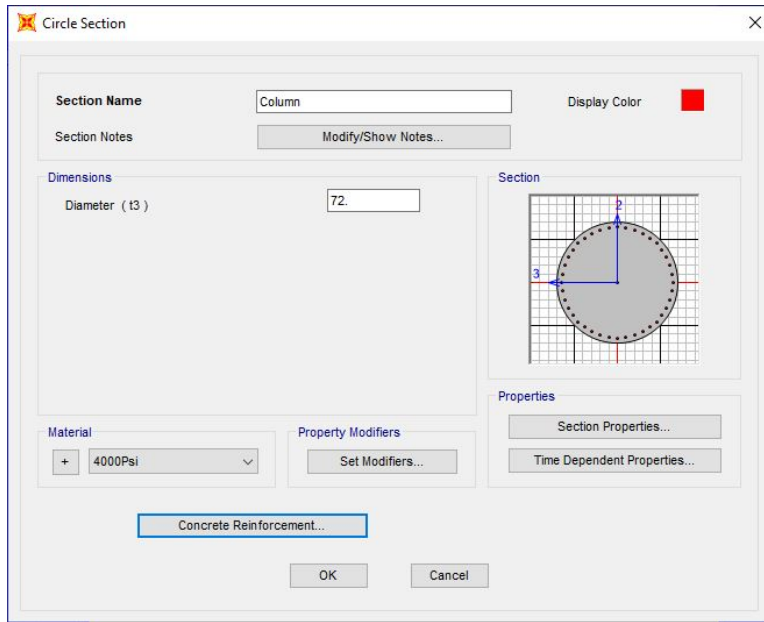 Circle Section
Section Name
Column
Display Color
Section Notes
Modify/Show Notes...
Dimensions
Diameter ( t3 )
72.
Section
2
3
Properties
Section Properties...
Time Dependent Properties...
Material
+
4000Psi
Property Modifiers
Set Modifiers...
Concrete Reinforcement...
OK
Cancel